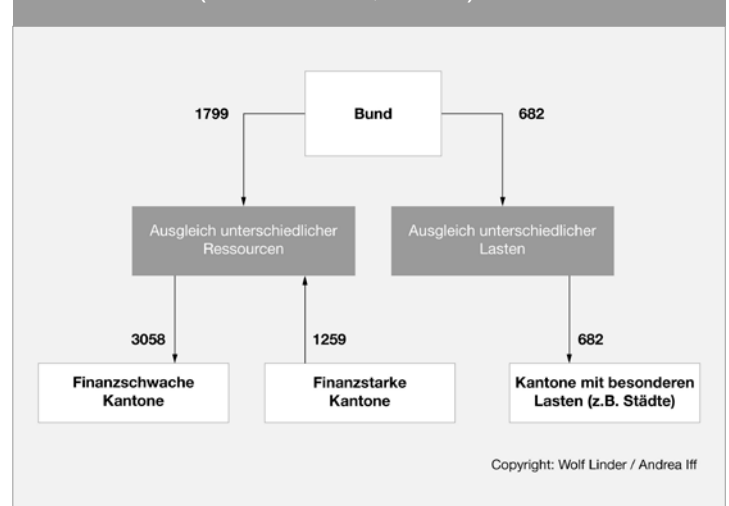 1799
Bund
682
Ausgleich unterschiedlicher
Ressourcen
Ausgleich unterschiedlicher
Lasten
3058
1259
682
Finanzschwache
Kantone
Finanzstarke
Kantone
Kantone mit besonderen
Lasten (z.B. Städte)
Copyright: Wolf Linder / Andrea Iff